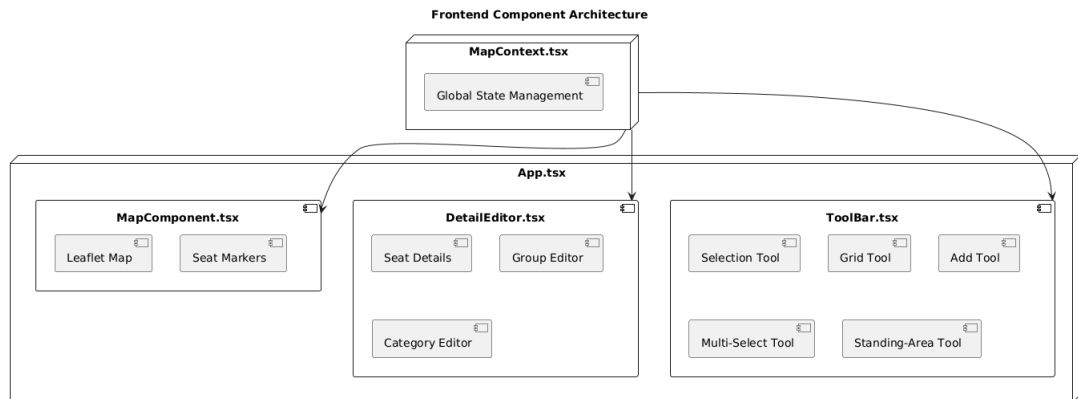 Frontend Component Architecture
MapContext.tsx
Global State Management
App.tsx
MapComponent.tsx
Leaflet Map
Seat Markers
DetailEditor.tsx
Seat Details
Group Editor
Category Editor
ToolBar.tsx
Selection Tool
Grid Tool
Add Tool
Multi-Select Tool
Standing-Area Tool